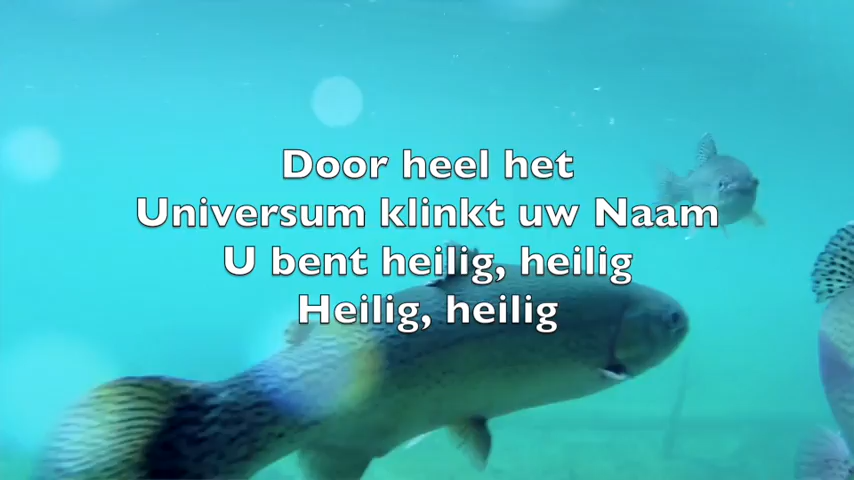 Door heel het
Universum klinkt uw Naam
U bent heilig, heilig
Heilig, heilig